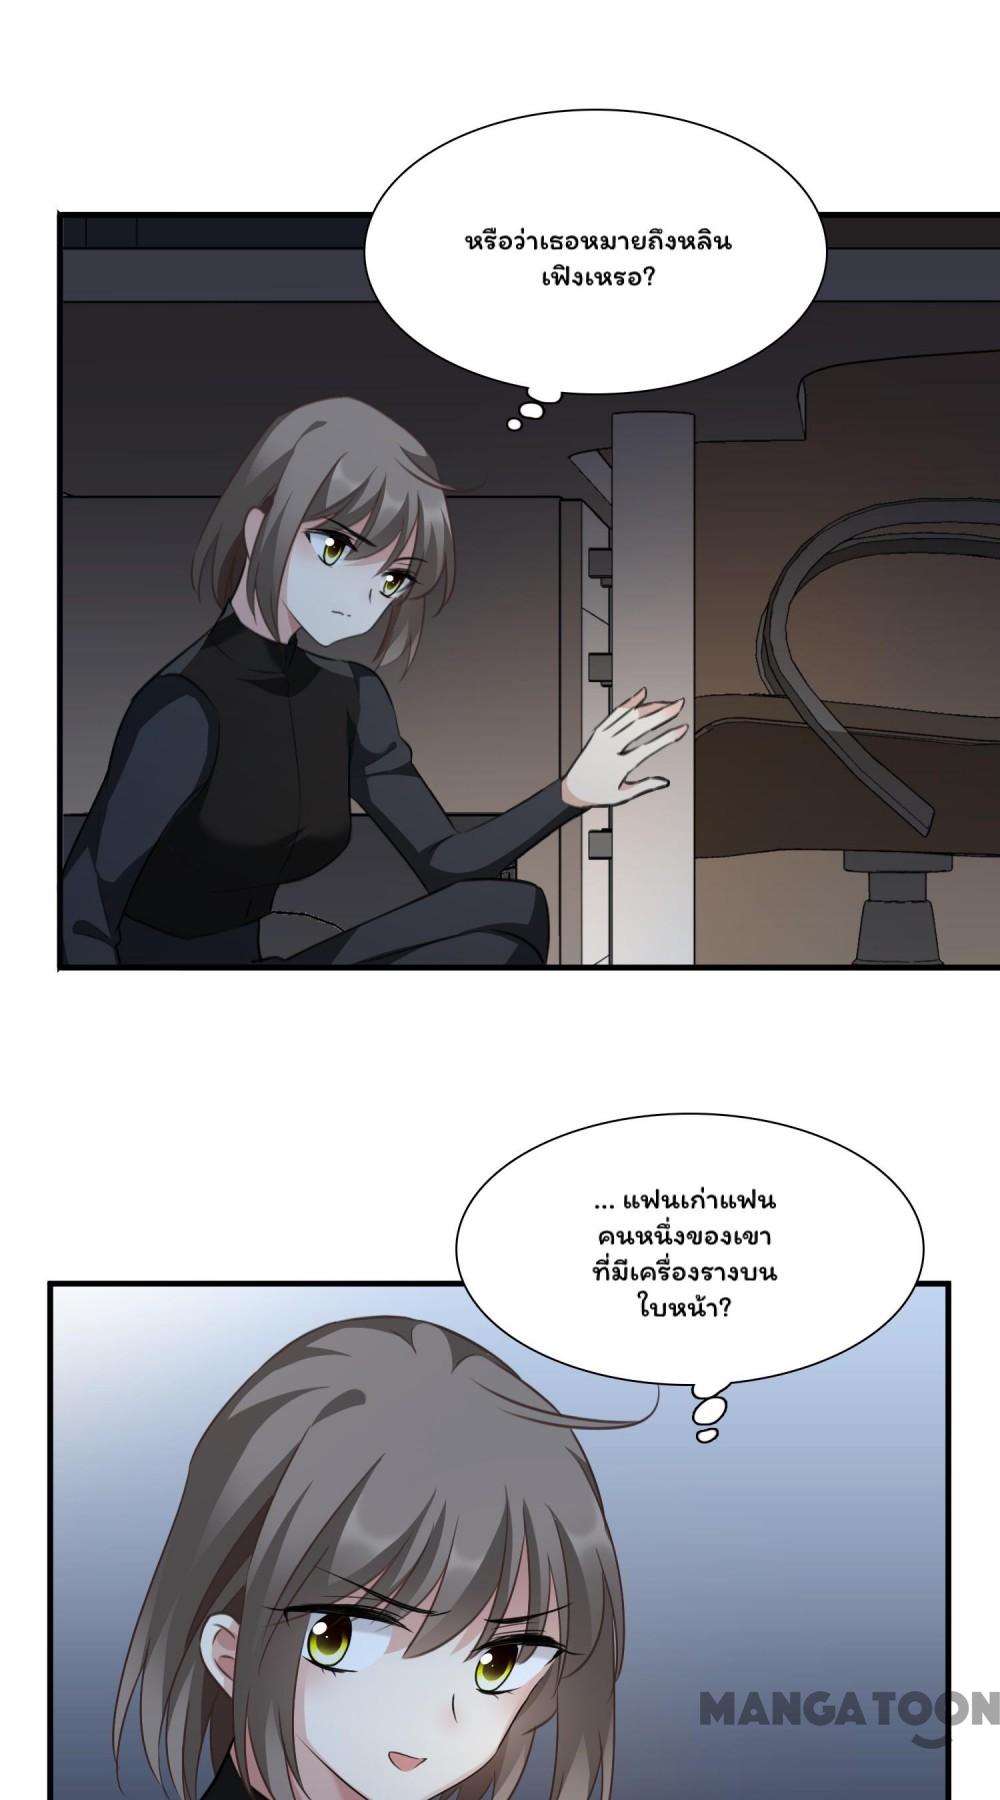 หรือว่าเธอหมายถึงหลิน
เฟิงเหรอ?
... แฟนเก่าแฟน
คนหนึ่งของเขา
ที่มีเครื่องรางบน
ใบหน้า?
MANGATOON